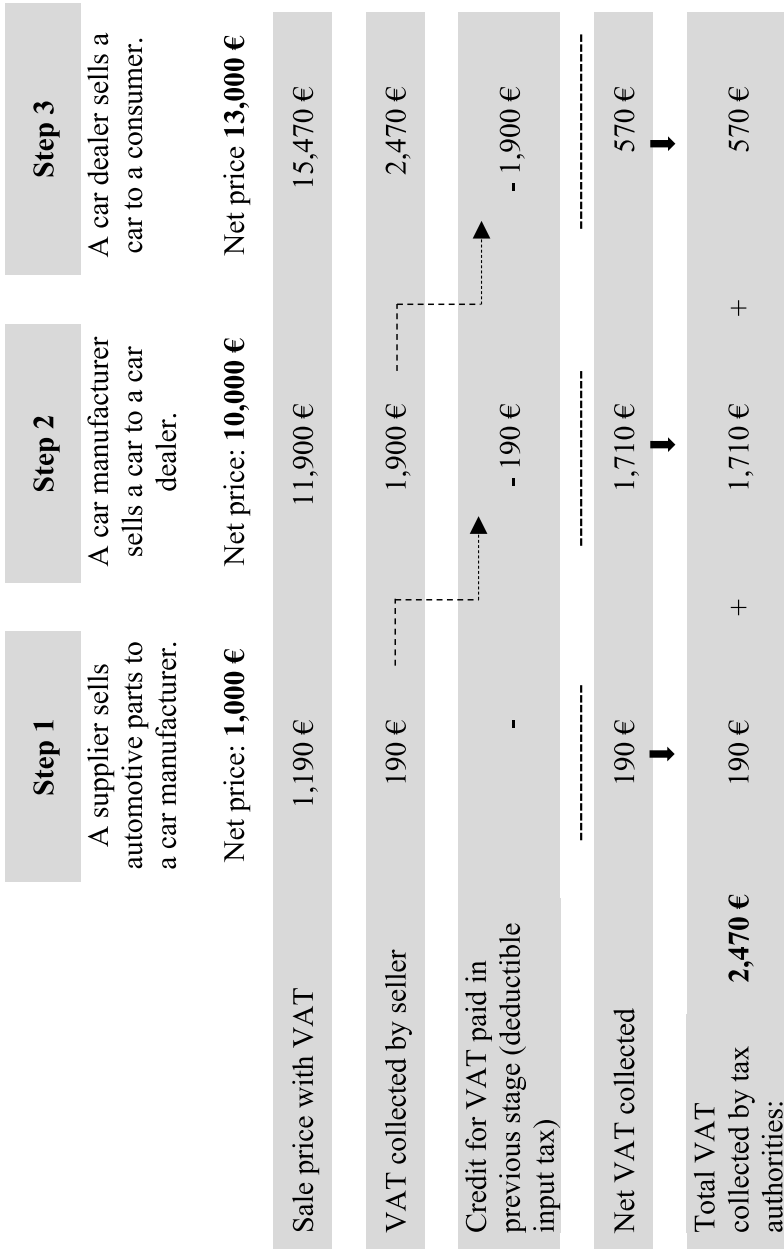 Step 1
Step 2
Step 3
A supplier sells
automotive parts to
a car manufacturer.
A car manufacturer
sells a car to a car
dealer.
A car dealer sells a
car to a consumer.
Net price: 1,000 €
Net price: 10,000 €
Net price 13,000 €
Sale price with VAT 1,190 € 11,900 € 15,470 €
VAT collected by seller 190 € 1,900 € 2,470 €
Credit for VAT paid in
previous stage (deductible
input tax)
- - 190 € - 1,900 €
Net VAT collected 190 € 1,710 € 570 €
Total VAT
collected by tax
authorities:
2,470 € 190 € + 1,710 € + 570 €